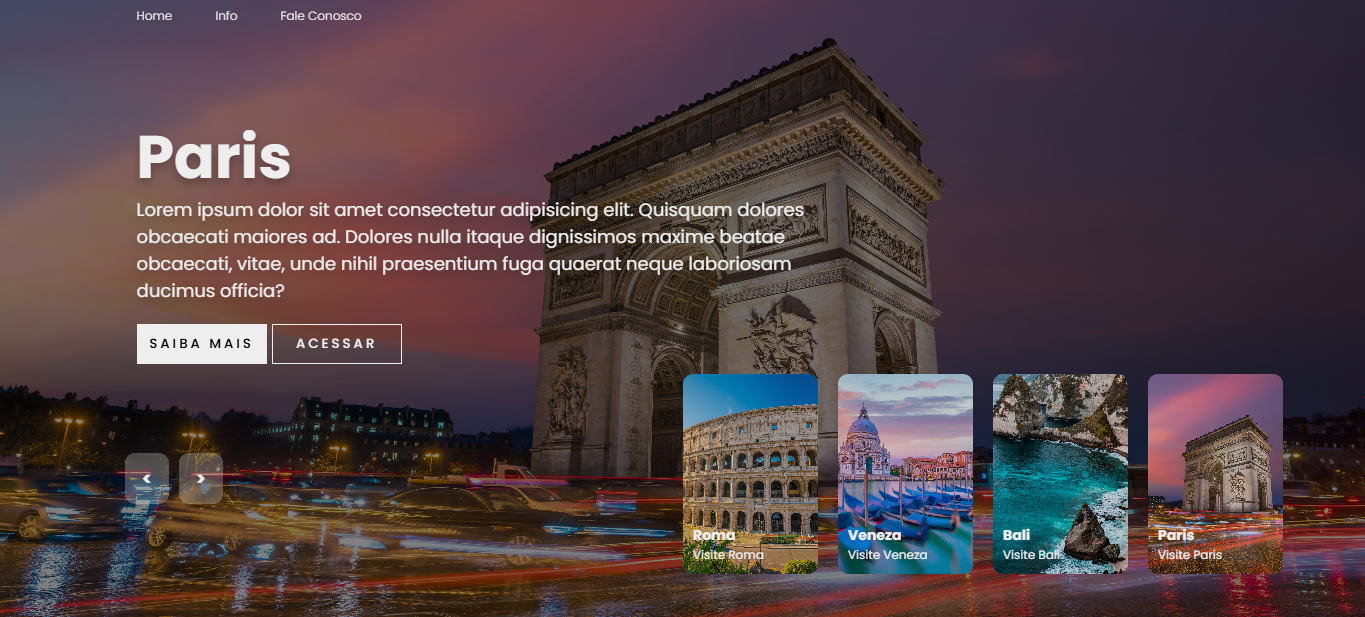 Home Info Fale Conosco
Paris
Lorem ipsum dolor sit amet consectetur adipisicing elit. Quisquam dolores
obcaecati maiores ad. Dolores nulla itaque dignissimos maxime beatae
obcaecati, vitae, unde nihil praesentium fuga quaerat neque laboriosam
ducimus officia?
SAIBA MAIS ACESSAR
‹ ›
Roma
Visite Roma
Veneza
Visite Veneza
Bali
Visite Bali
Paris
Visite Paris